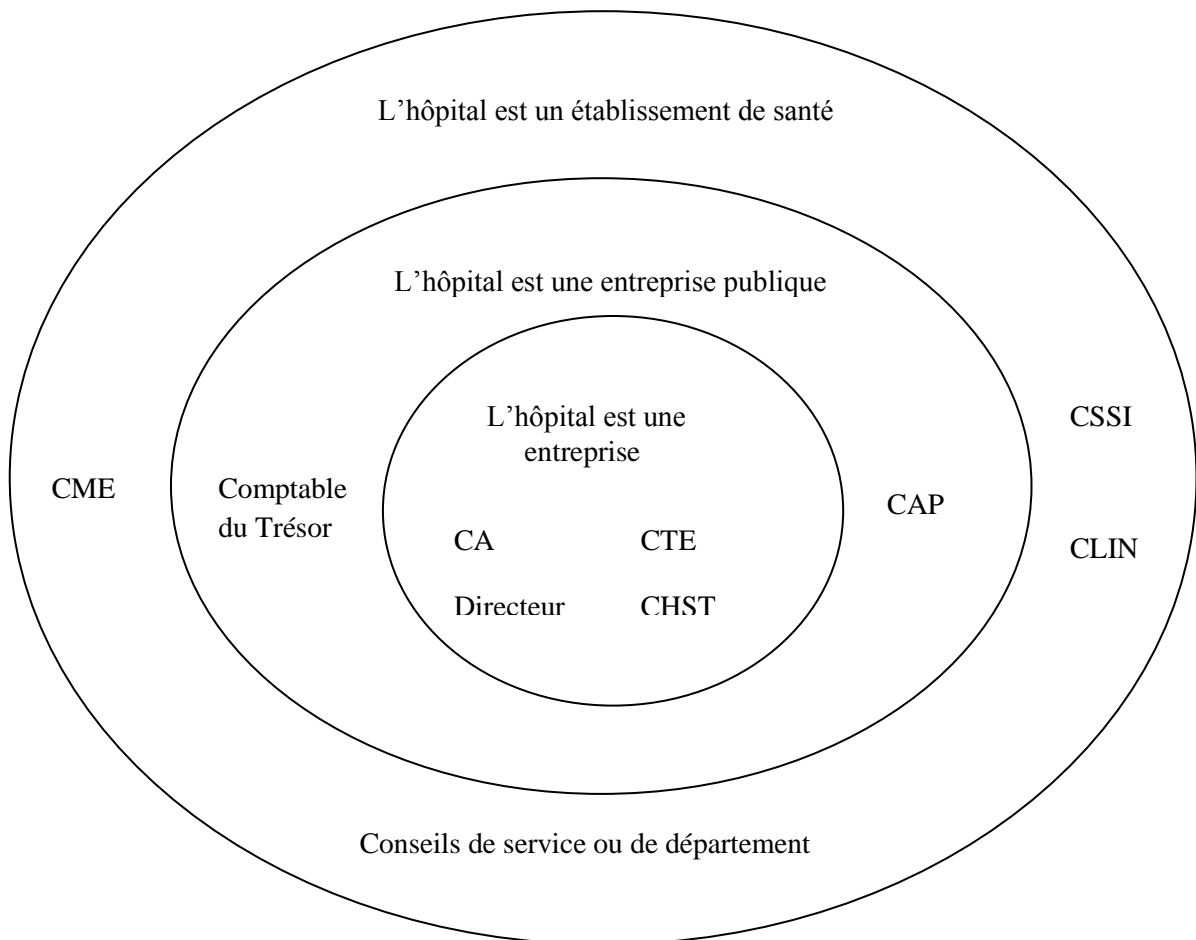 L’hôpital est un établissement de santé
L’hôpital est une entreprise publique
L’hôpital est une
entreprise
CSSI
CME
Comptable
du Trésor
CAP
CA
CTE
CLIN
Directeur
CHST
Conseils de service ou de département